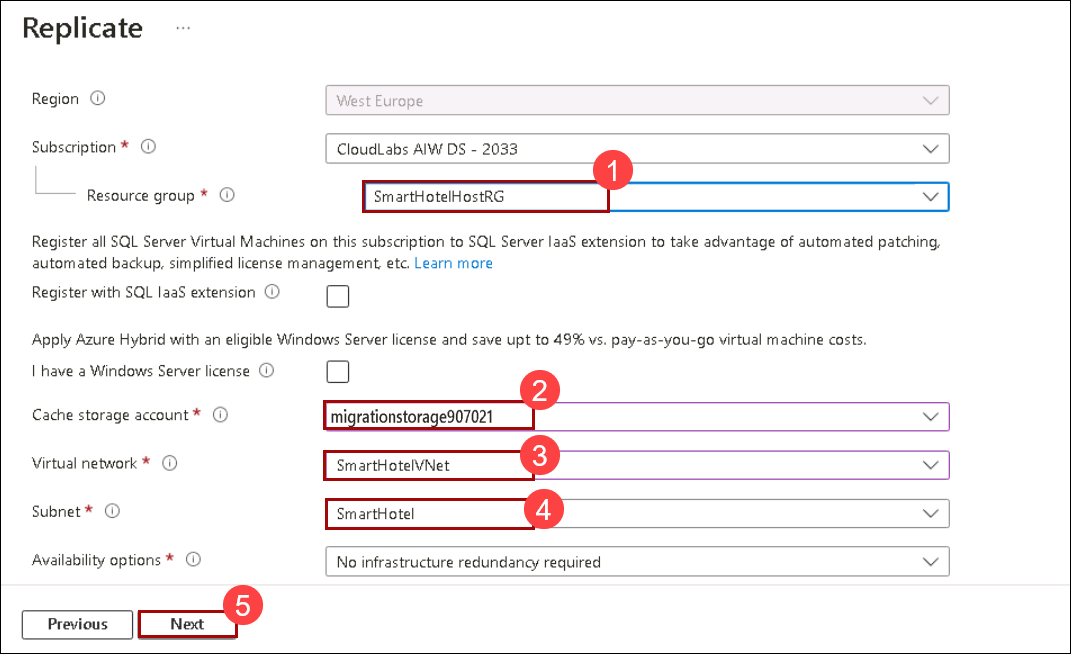 Replicate ...
Region
West Europe
Subscription *
CloudLabs AIW DS - 2033
1
Resource group *
SmartHotelHostRG
Register all SQL Server Virtual Machines on this subscription to SQL Server IaaS extension to take advantage of automated patching,
automated backup, simplified license management, etc. Learn more
Register with SQL IaaS extension
Apply Azure Hybrid with an eligible Windows Server license and save upt to 49% vs. pay-as-you-go virtual machine costs.
I have a Windows Server license
2
Cache storage account *
migrationstorage907021
3
Virtual network *
SmartHotelVNet
4
Subnet *
SmartHotel
Availability options *
No infrastructure redundancy required
5
Previous
Next